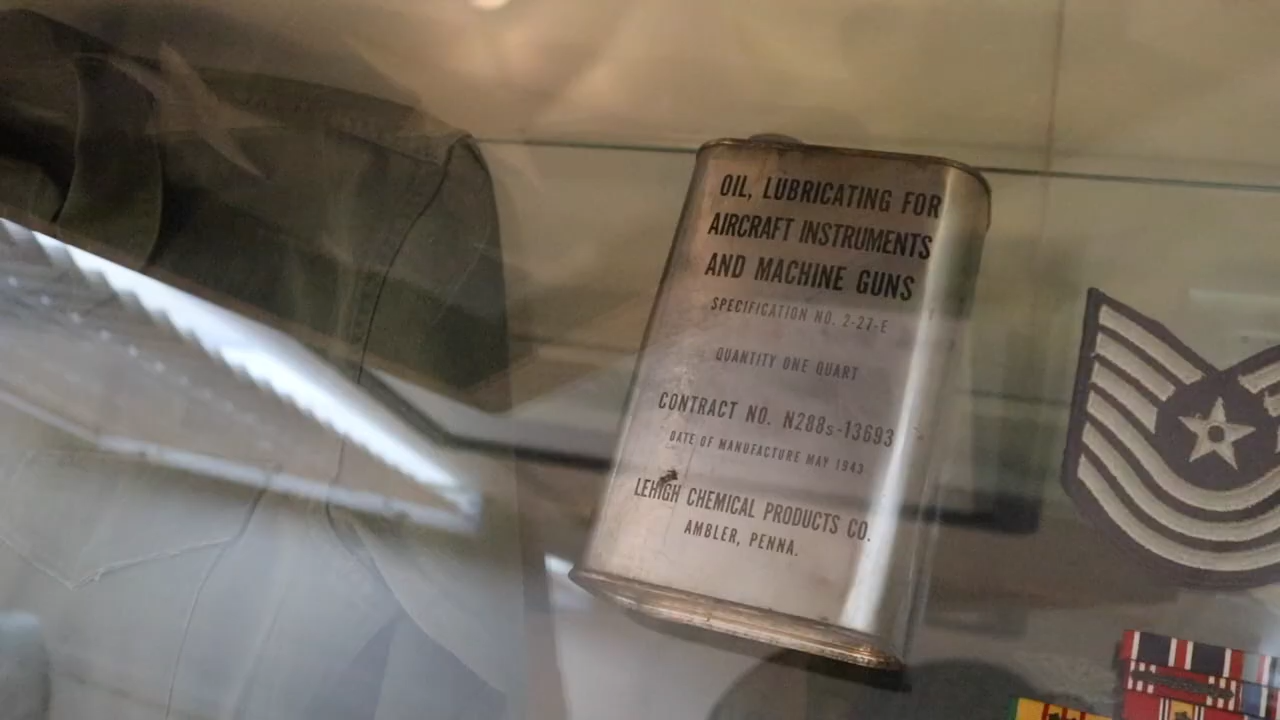 OIL, LUBRICATING FOR
AIRCRAFT INSTRUMENTS
AND MACHINE GUNS
SPECIFICATION NO. 2-27-E
QUANTITY ONE QUART
CONTRACT NO. N288s-13693
DATE OF MANUFACTURE MAY 1943
LEHIGH CHEMICAL PRODUCTS CO.
AMBLER, PENNA.